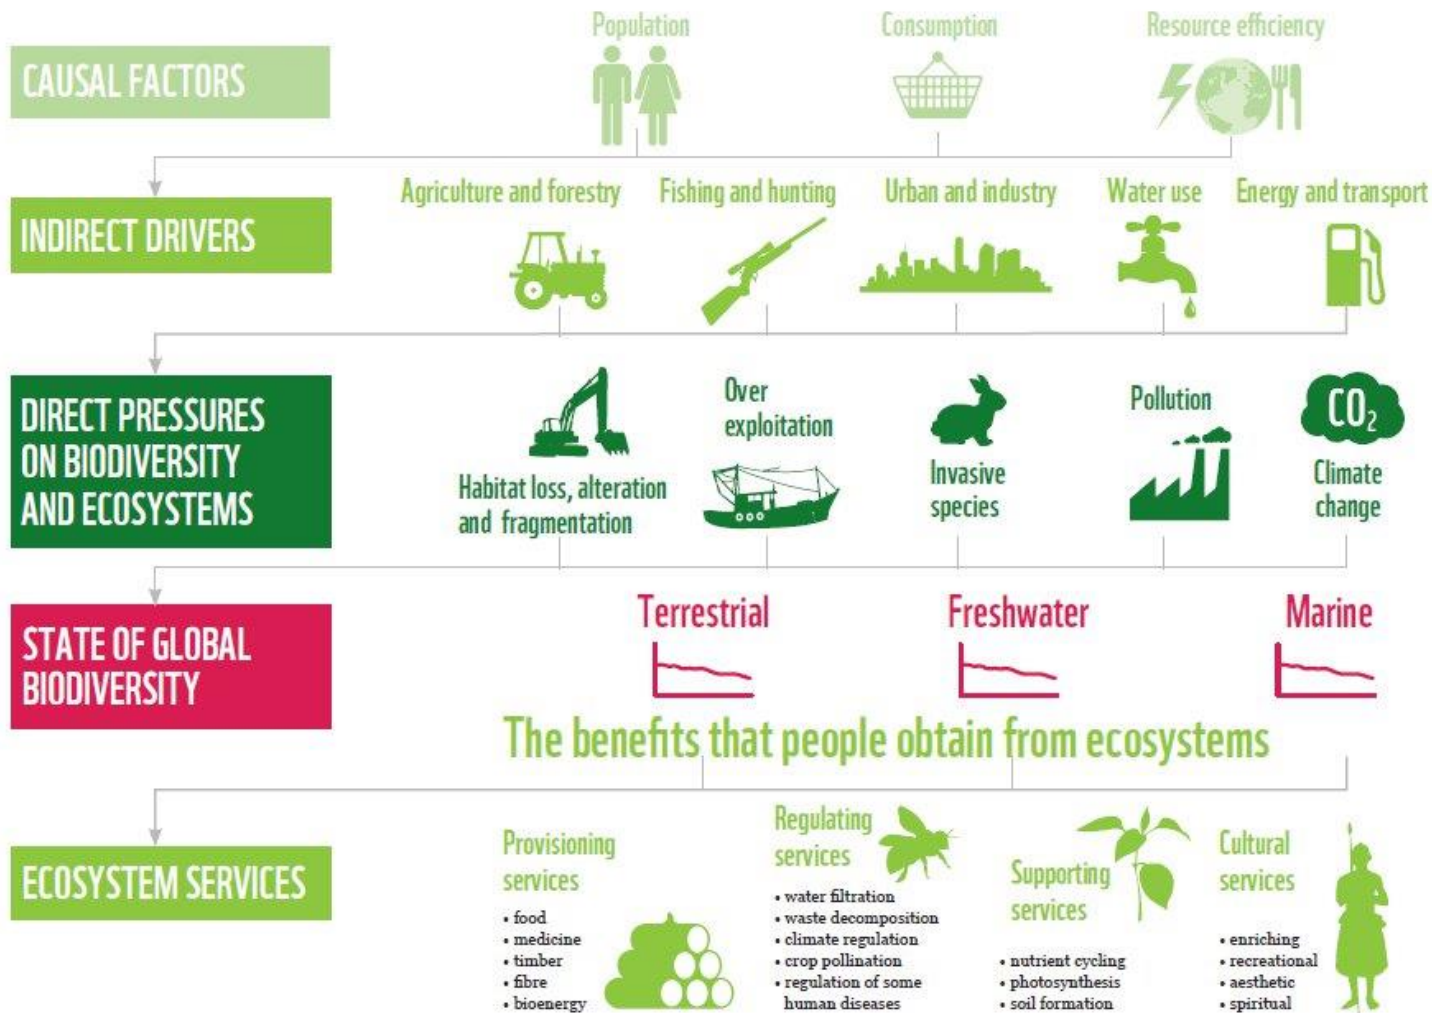 Population
Consumption
Resource efficiency
CAUSAL FACTORS
Agriculture and forestry
Fishing and hunting
Urban and industry
Water use
Energy and transport
INDIRECT DRIVERS
DIRECT PRESSURES
ON BIODIVERSITY
AND ECOSYSTEMS
Habitat loss, alteration
and fragmentation
Over
exploitation
Invasive
species
Pollution
CO2
Climate
change
STATE OF GLOBAL
BIODIVERSITY
Terrestrial
Freshwater
Marine
The benefits that people obtain from ecosystems
ECOSYSTEM SERVICES
Provisioning
services
• food
• medicine
• timber
• fibre
• bioenergy
Regulating
services
• water filtration
• waste decomposition
• climate regulation
• crop pollination
• regulation of some
human diseases
Supporting
services
• nutrient cycling
• photosynthesis
• soil formation
Cultural
services
• enriching
• recreational
• aesthetic
• spiritual